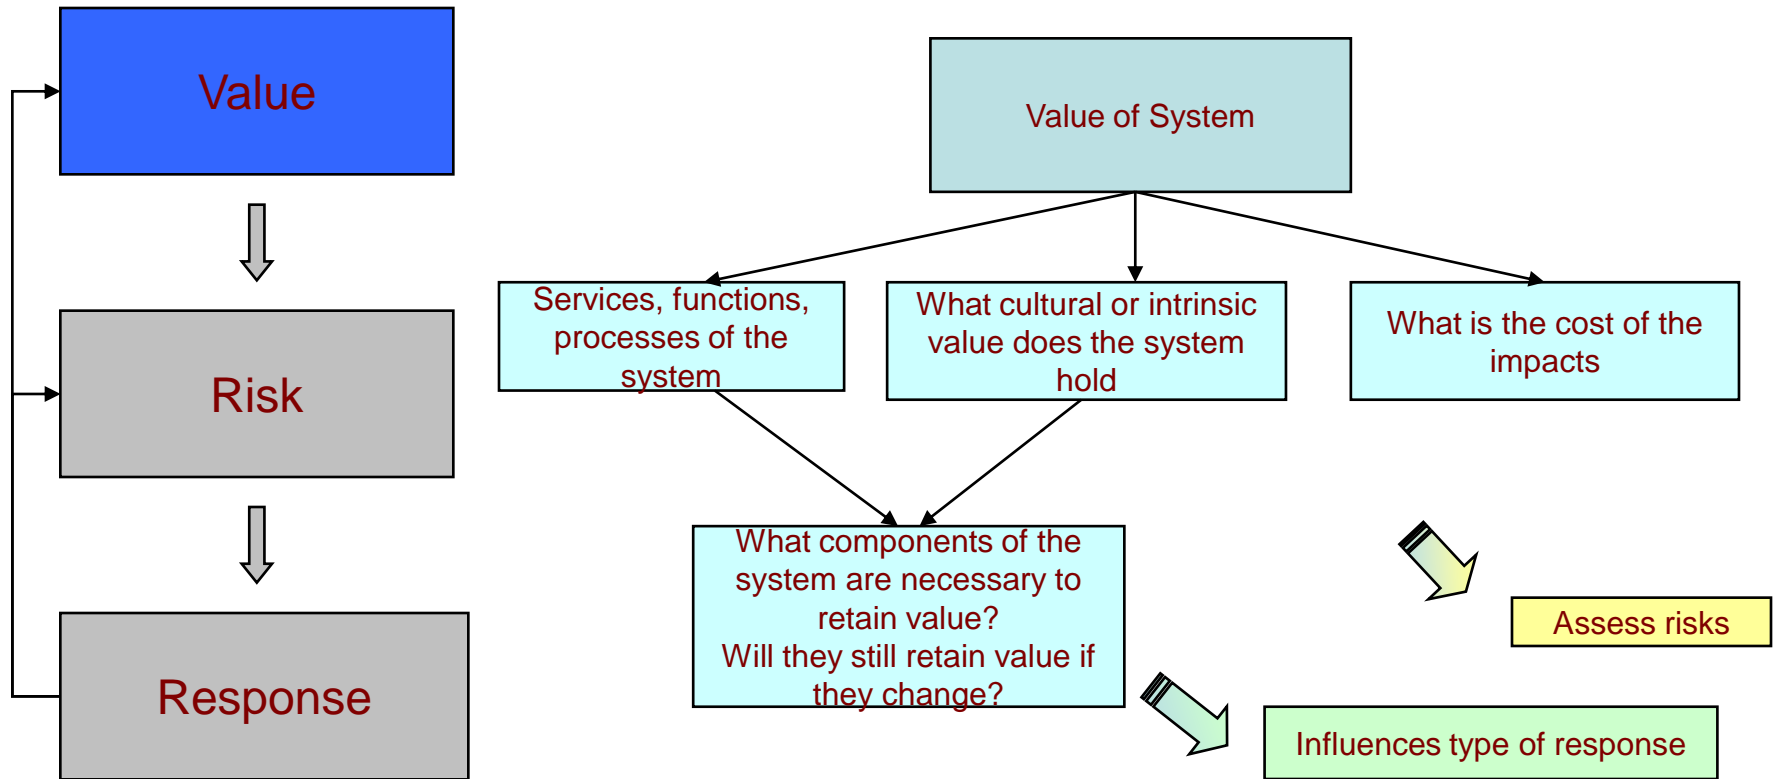 Value
Risk
Response
Value of System
Services, functions,
processes of the
system
What cultural or intrinsic
value does the system
hold
What is the cost of the
impacts
What components of the
system are necessary to
retain value?
Will they still retain value if
they change?
Assess risks
Influences type of response